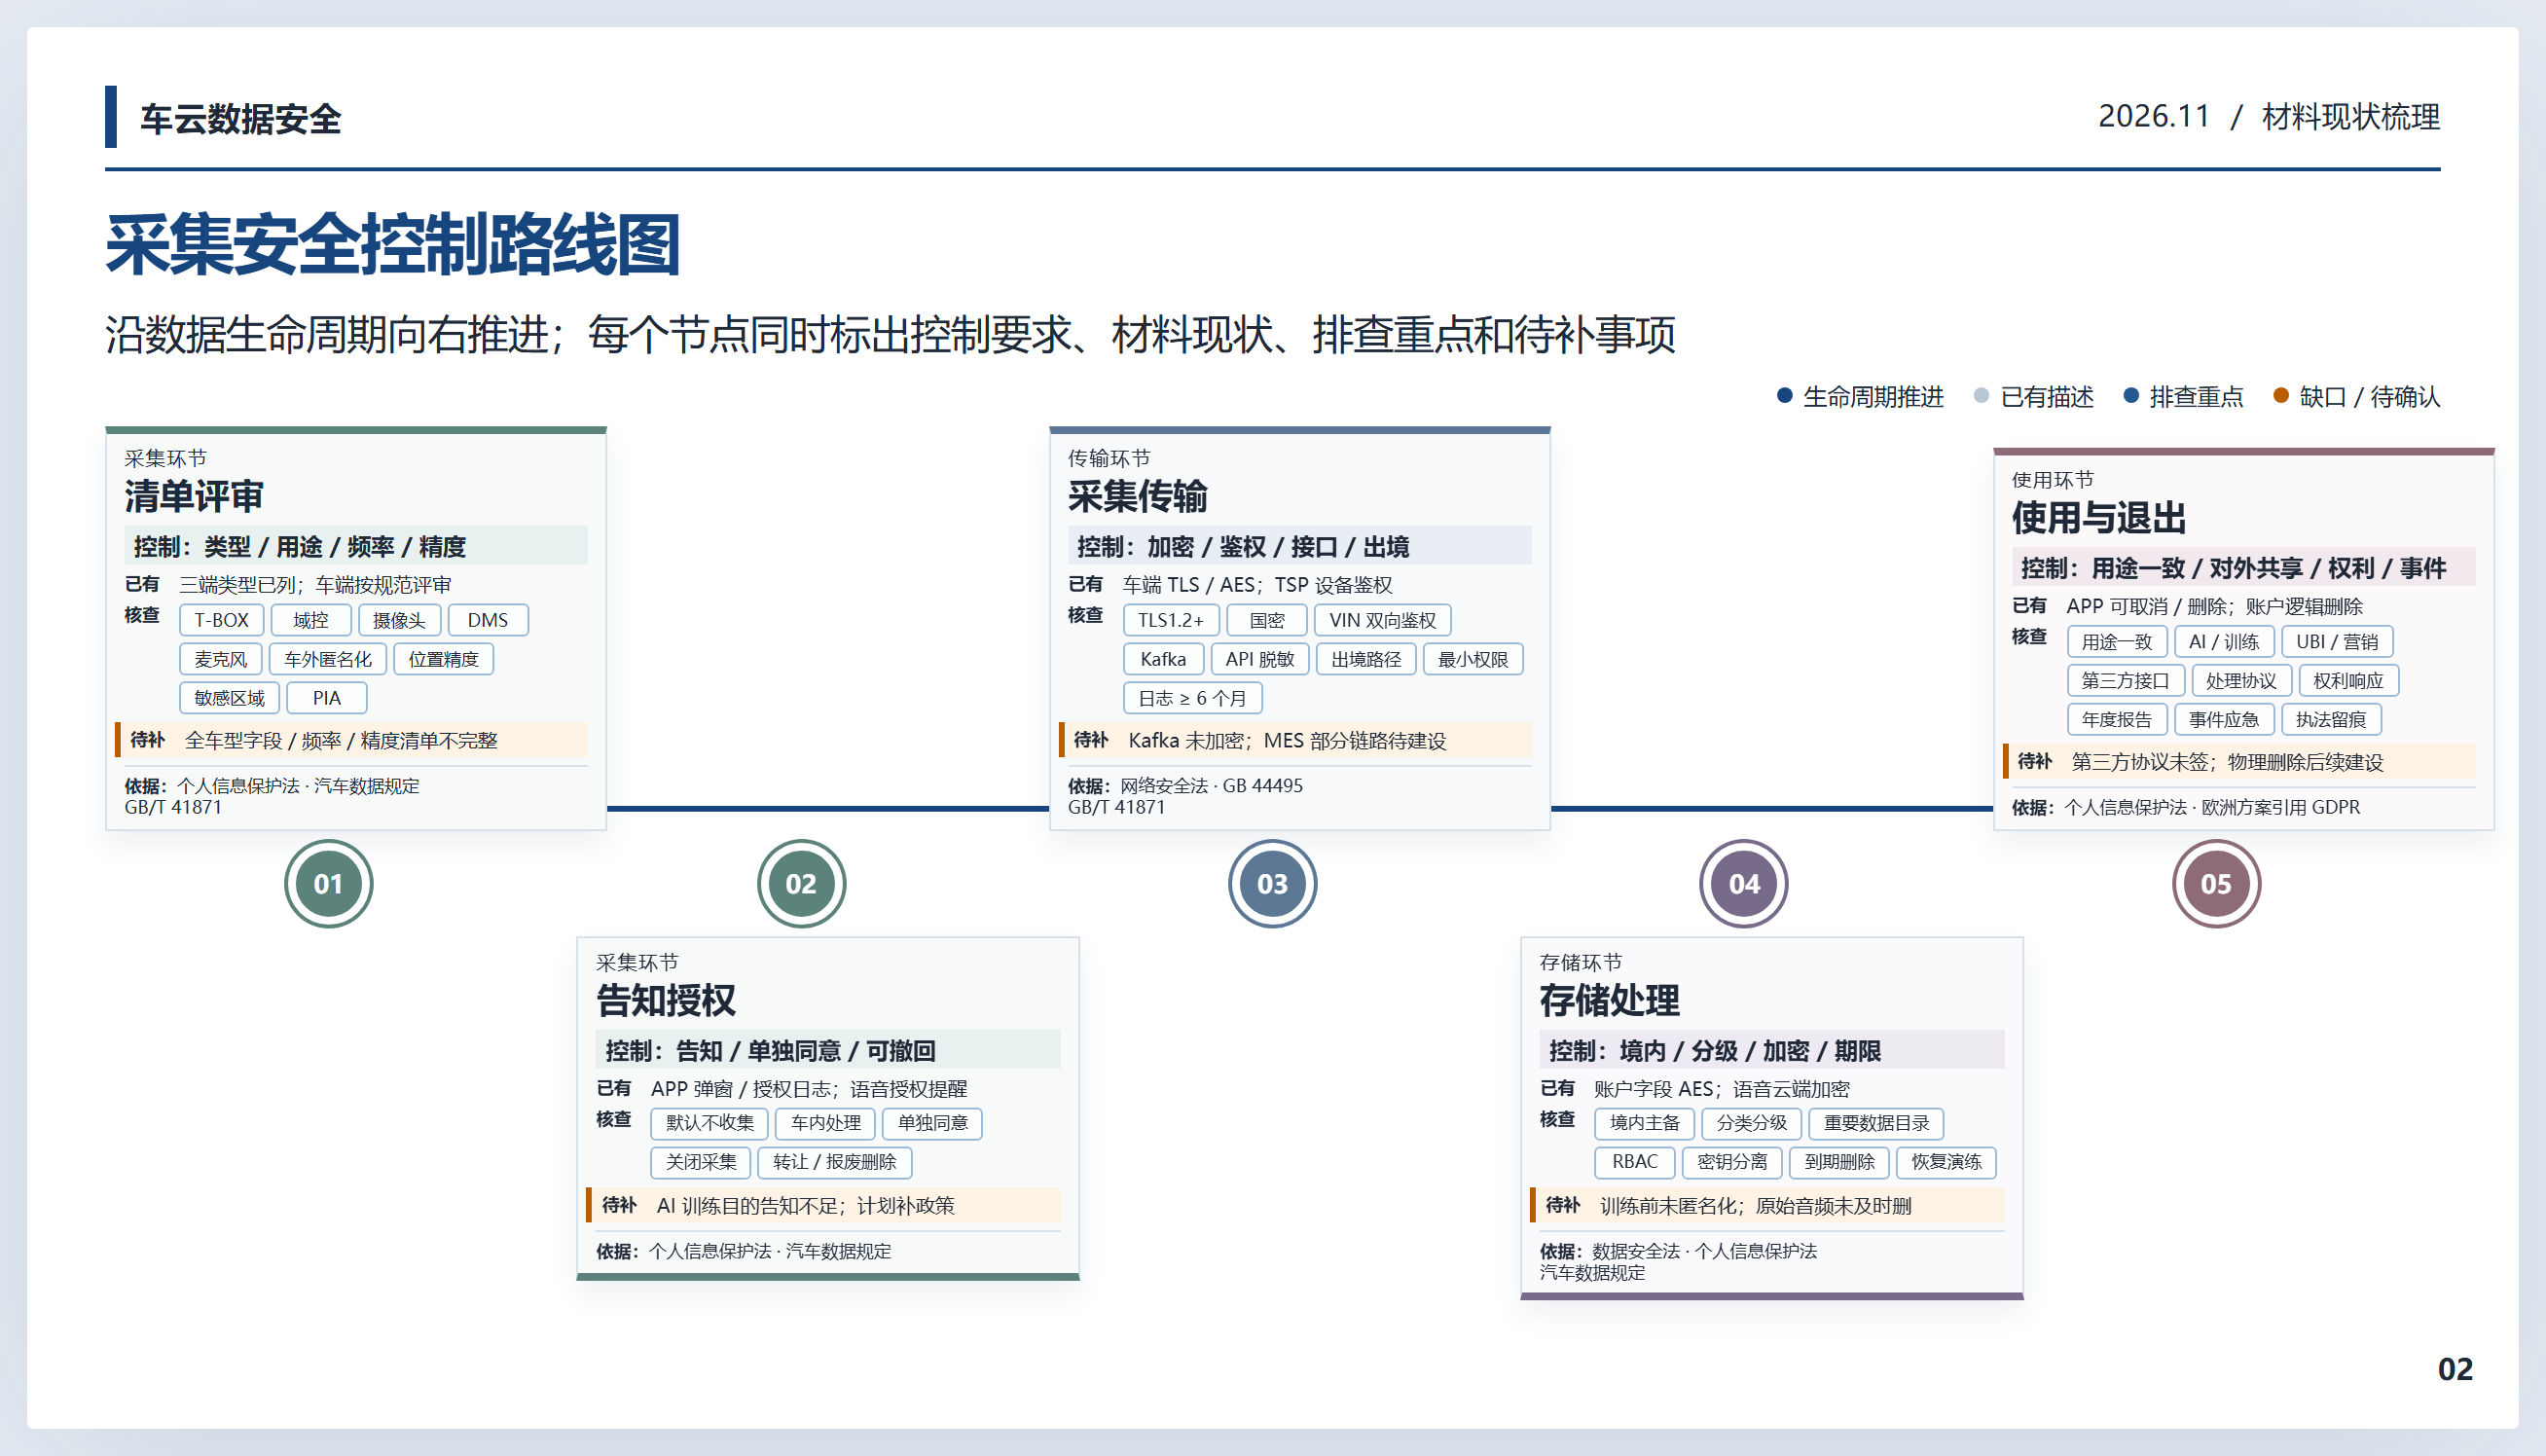 车云数据安全
2026.11 / 材料现状梳理
采集安全控制路线图
沿数据生命周期向右推进；每个节点同时标出控制要求、材料现状、排查重点和待补事项
生命周期推进 已有描述 排查重点 缺口 / 待确认
采集环节
清单评审
控制：类型 / 用途 / 频率 / 精度
已有 三端类型已列；车端按规范评审
核查 T-BOX 域控 摄像头 DMS
麦克风 车外匿名化 位置精度
敏感区域 PIA
待补 全车型字段 / 频率 / 精度清单不完整
依据：个人信息保护法 · 汽车数据规定
GB/T 41871
01
采集环节
告知授权
控制：告知 / 单独同意 / 可撤回
已有 APP 弹窗 / 授权日志；语音授权提醒
核查 默认不收集 车内处理 单独同意
关闭采集 转让 / 报废删除
待补 AI 训练目的告知不足；计划补政策
依据：个人信息保护法 · 汽车数据规定
02
传输环节
采集传输
控制：加密 / 鉴权 / 接口 / 出境
已有 车端 TLS / AES；TSP 设备鉴权
核查 TLS1.2+ 国密 VIN 双向鉴权
Kafka API 脱敏 出境路径 最小权限
日志 ≥ 6 个月
待补 Kafka 未加密；MES 部分链路待建设
依据：网络安全法 · GB 44495
GB/T 41871
03
存储环节
存储处理
控制：境内 / 分级 / 加密 / 期限
已有 账户字段 AES；语音云端加密
核查 境内主备 分类分级 重要数据目录
RBAC 密钥分离 到期删除 恢复演练
待补 训练前未匿名化；原始音频未及时删
依据：数据安全法 · 个人信息保护法
汽车数据规定
04
使用环节
使用与退出
控制：用途一致 / 对外共享 / 权利 / 事件
已有 APP 可取消 / 删除；账户逻辑删除
核查 用途一致 AI / 训练 UBI / 营销
第三方接口 处理协议 权利响应
年度报告 事件应急 执法留痕
待补 第三方协议未签；物理删除后续建设
依据：个人信息保护法 · 欧洲方案引用 GDPR
05
02